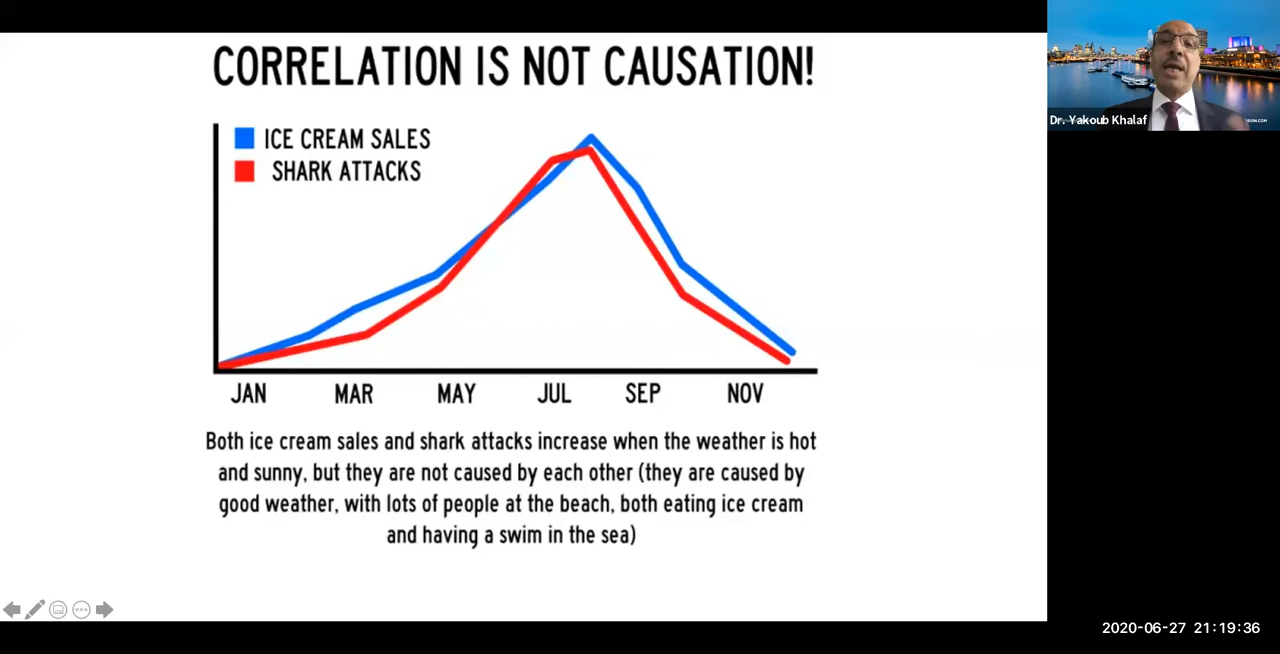 CORRELATION IS NOT CAUSATION!
ICE CREAM SALES
SHARK ATTACKS
JAN MAR MAY JUL SEP NOV
Both ice cream sales and shark attacks increase when the weather is hot
and sunny, but they are not caused by each other (they are caused by
good weather, with lots of people at the beach, both eating ice cream
and having a swim in the sea)
Dr. Yakoub Khalaf
2020-06-27 21:19:36